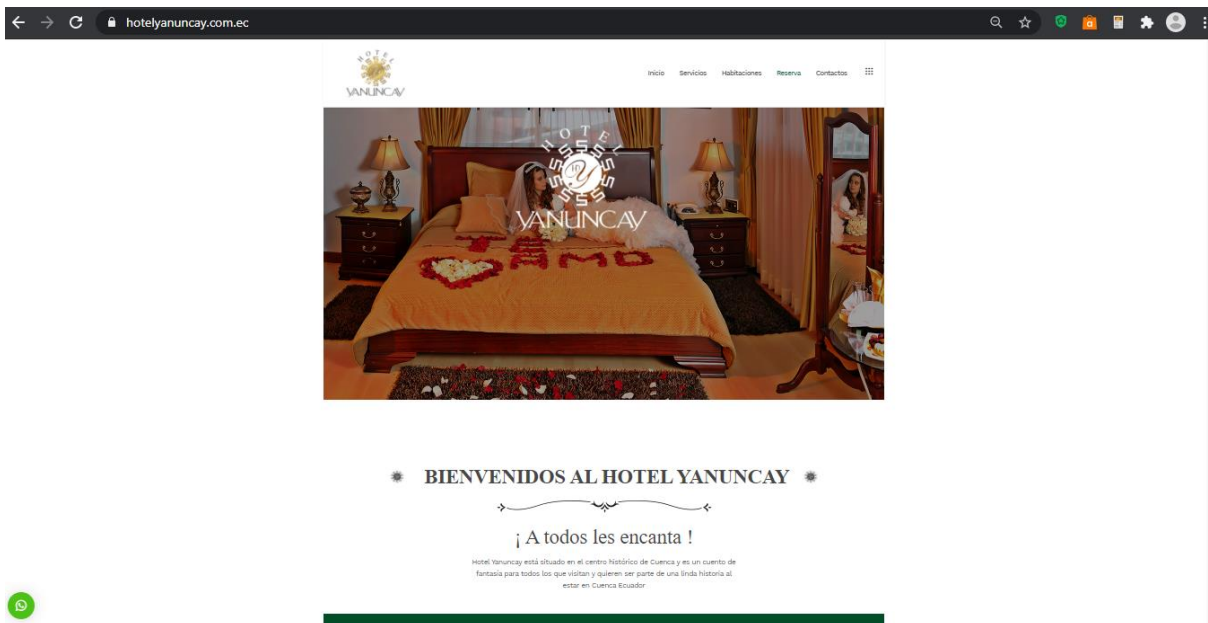 hotelyanuncay.com.ec
HOTEL
YANUNCAY
Inicio Servicios Habitaciones Reserva Contactos
HOTEL
YANUNCAY
TE
AMO
BIENVENIDOS AL HOTEL YANUNCAY
¡ A todos les encanta !
Hotel Yanuncay está situado en el centro histórico de Cuenca y es un cuento de
fantasía para todos los que visitan y quieren ser parte de una linda historia al
estar en Cuenca Ecuador